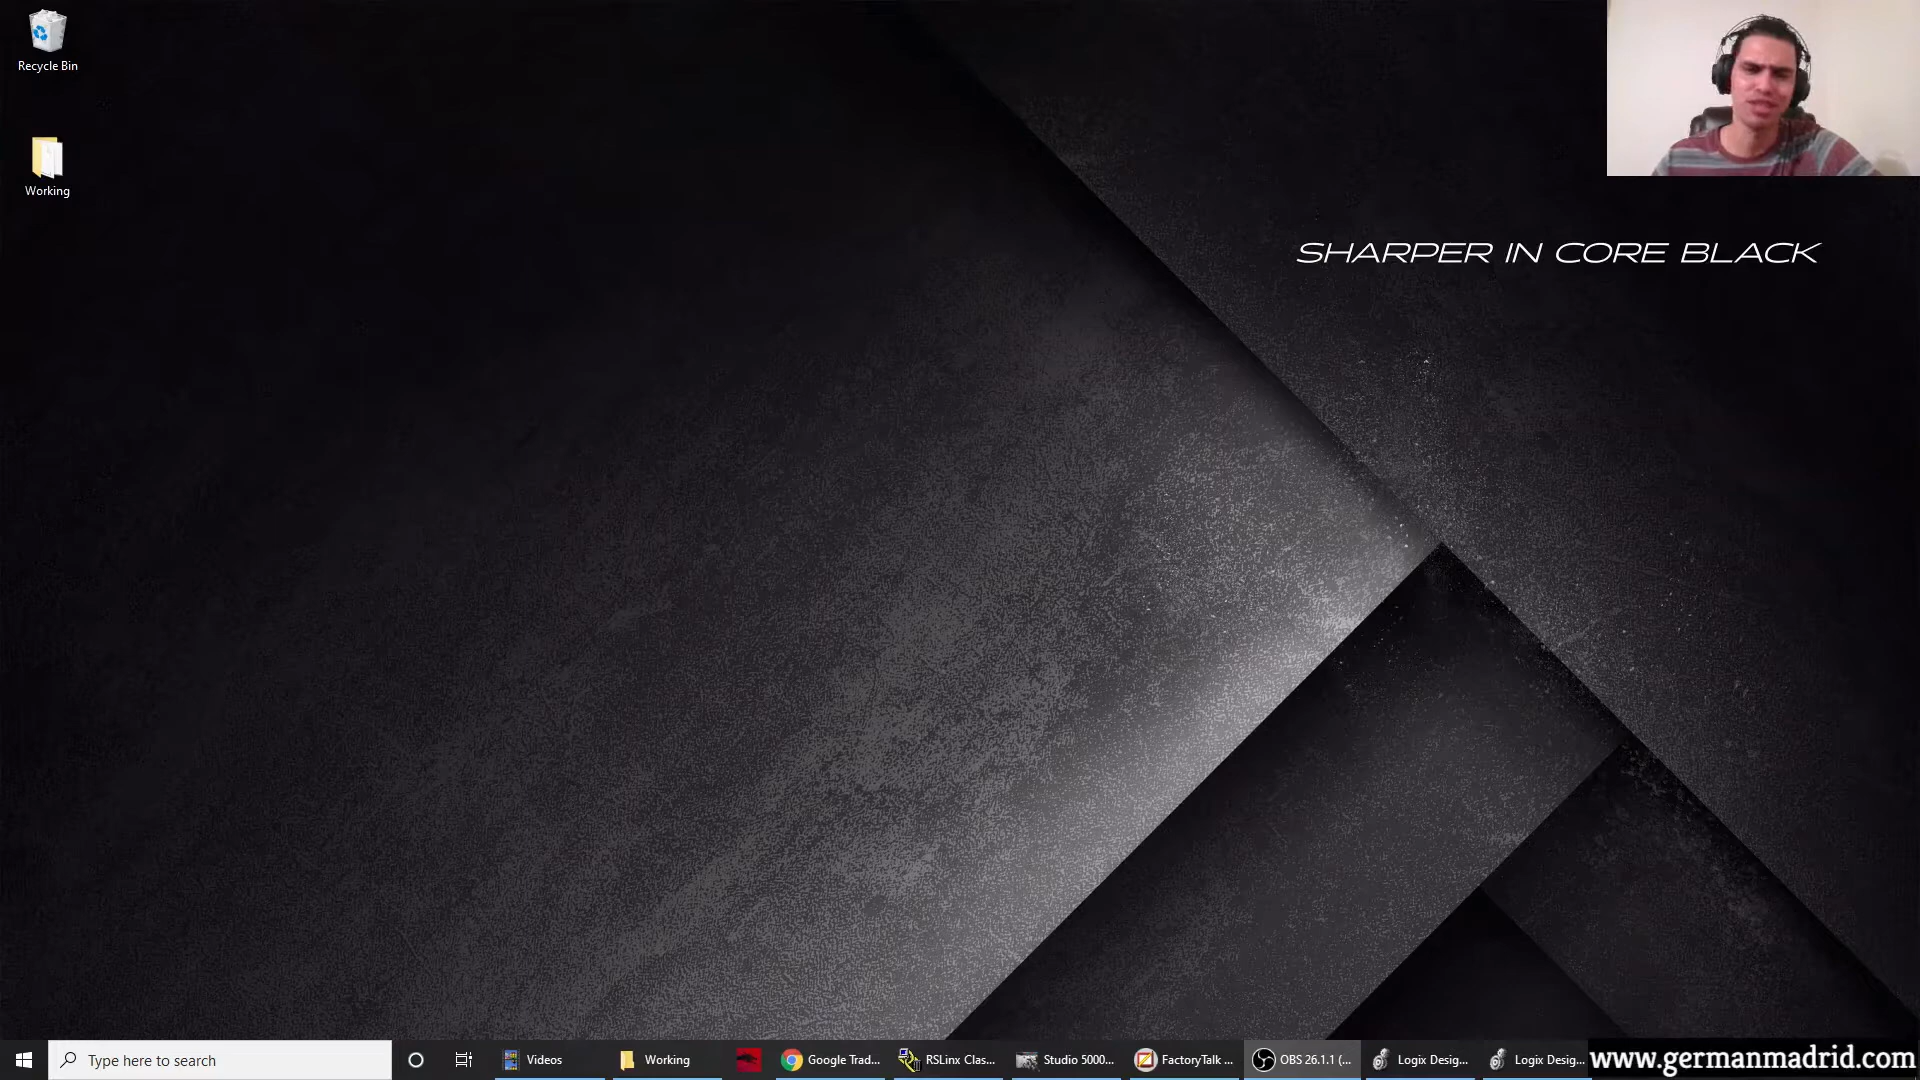 Recycle Bin
Working
SHARPER IN CORE BLACK
Type here to search
Videos
Working
Google Trad...
RSLinx Clas...
Studio 5000...
FactoryTalk ...
OBS 26.1.1 (...
Logix Desig...
Logix Desig...
www.germanmadrid.com